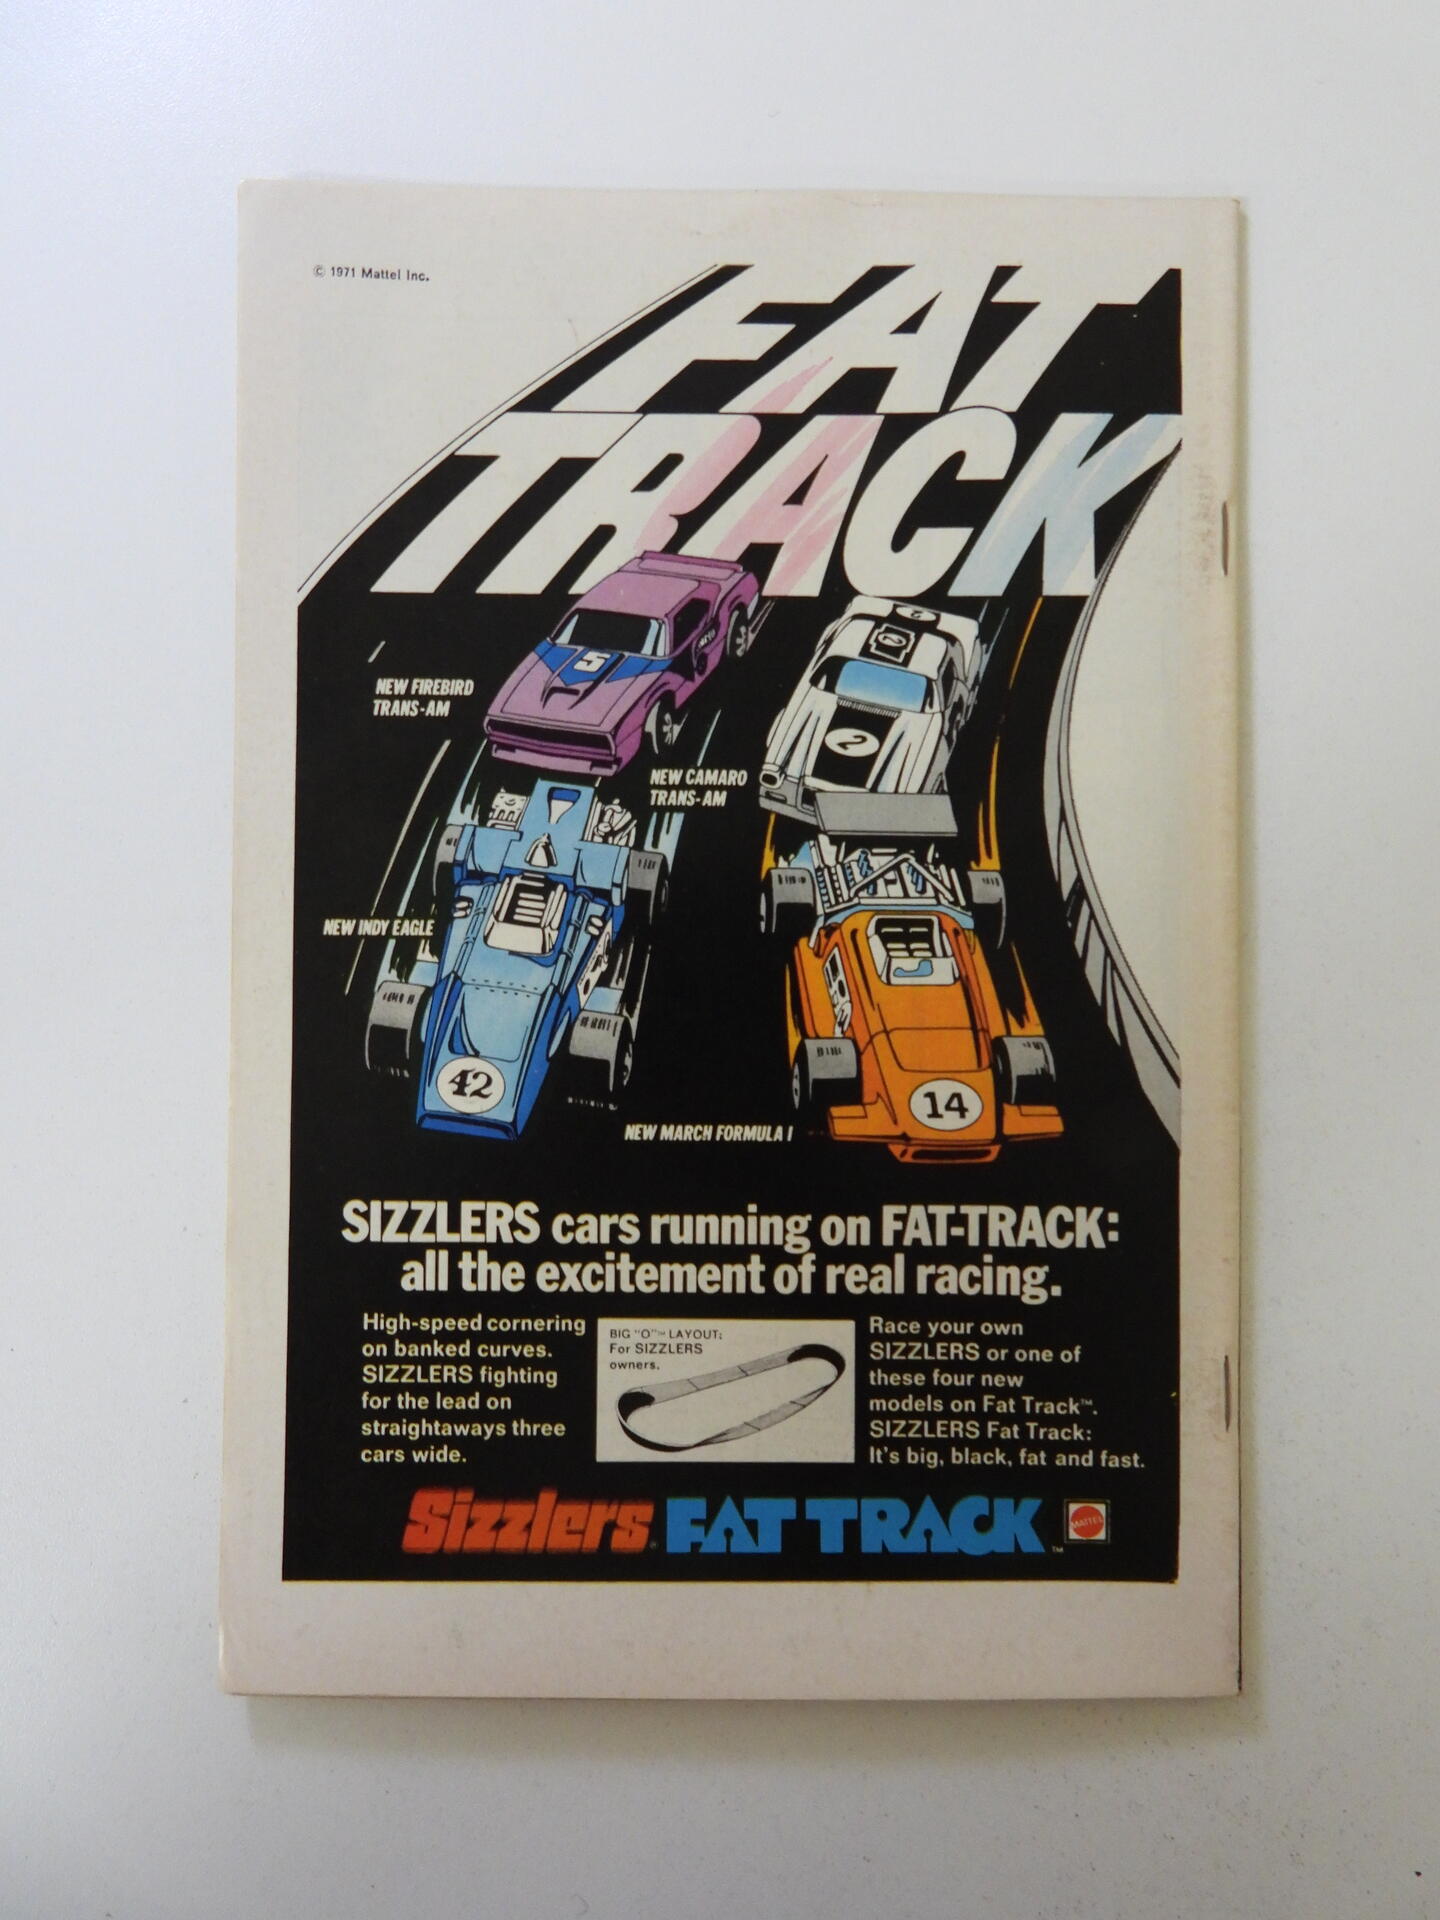 © 1971 Mattel Inc.
FAT
TRACK
5
2
2
2
NEW FIREBIRD
TRANS-AM
NEW CAMARO
TRANS-AM
NEW INDY EAGLE
42
14
NEW MARCH FORMULA I
SIZZLERS cars running on FAT-TRACK:
all the excitement of real racing.
High-speed cornering
on banked curves.
SIZZLERS fighting
for the lead on
straightaways three
cars wide.
BIG "O"™ LAYOUT:
For SIZZLERS
owners.
Race your own
SIZZLERS or one of
these four new
models on Fat Track™.
SIZZLERS Fat Track:
It's big, black, fat and fast.
Sizzlers® FAT TRACK™ MATTEL